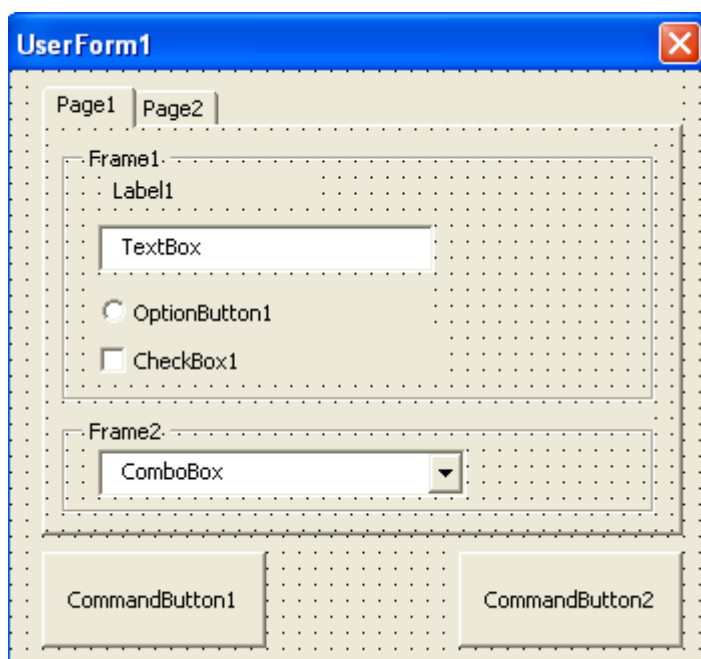 UserForm1
Page1 Page2
Frame1
Label1
TextBox
OptionButton1
CheckBox1
Frame2
ComboBox
CommandButton1 CommandButton2